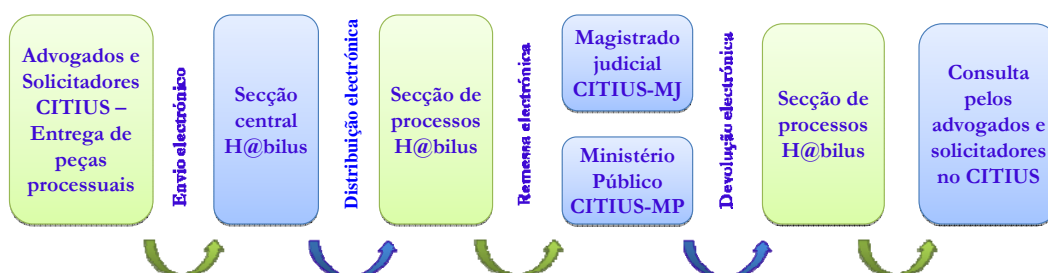 Advogados e
Solicitadores
CITIUS –
Entrega de
peças
processuais
Envio electrónico
Secção
central
H@bilus
Distribuição electrónica
Secção de
processos
H@bilus
Remessa electrónica
Magistrado
judicial
CITIUS-MJ
Ministério
Público
CITIUS-MP
Devolução electrónica
Secção de
processos
H@bilus
Consulta
pelos
advogados e
solicitadores
no CITIUS